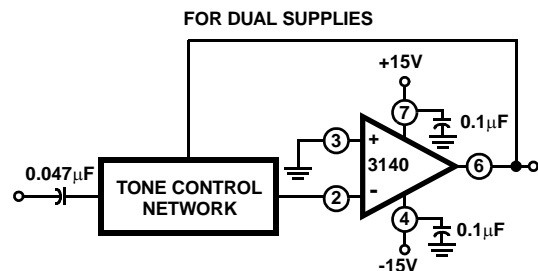 FOR DUAL SUPPLIES
+15V
7
0.1μF
3
+
3140
6
0.047μF
TONE CONTROL
NETWORK
2
-
4
0.1μF
-15V